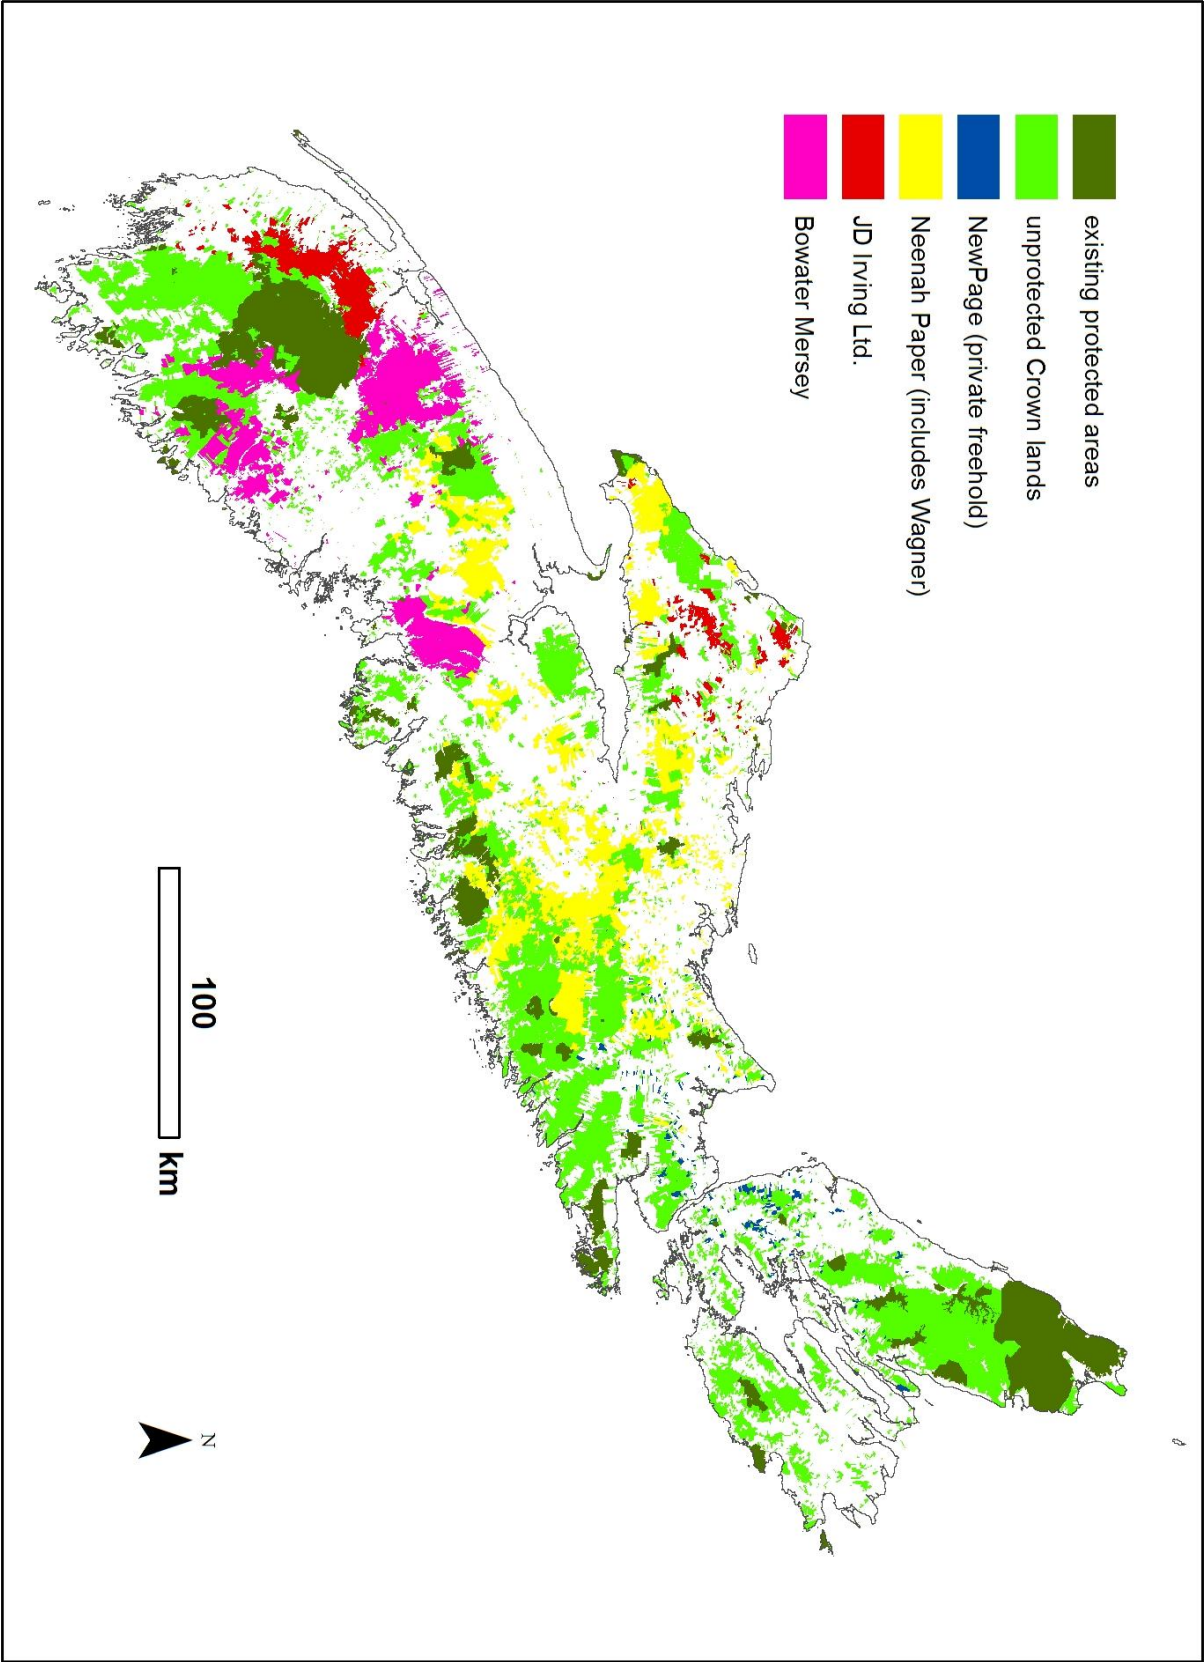 existing protected areas
unprotected Crown lands
NewPage (private freehold)
Neenah Paper (includes Wagner)
JD Irving Ltd.
Bowater Mersey
100
km
N